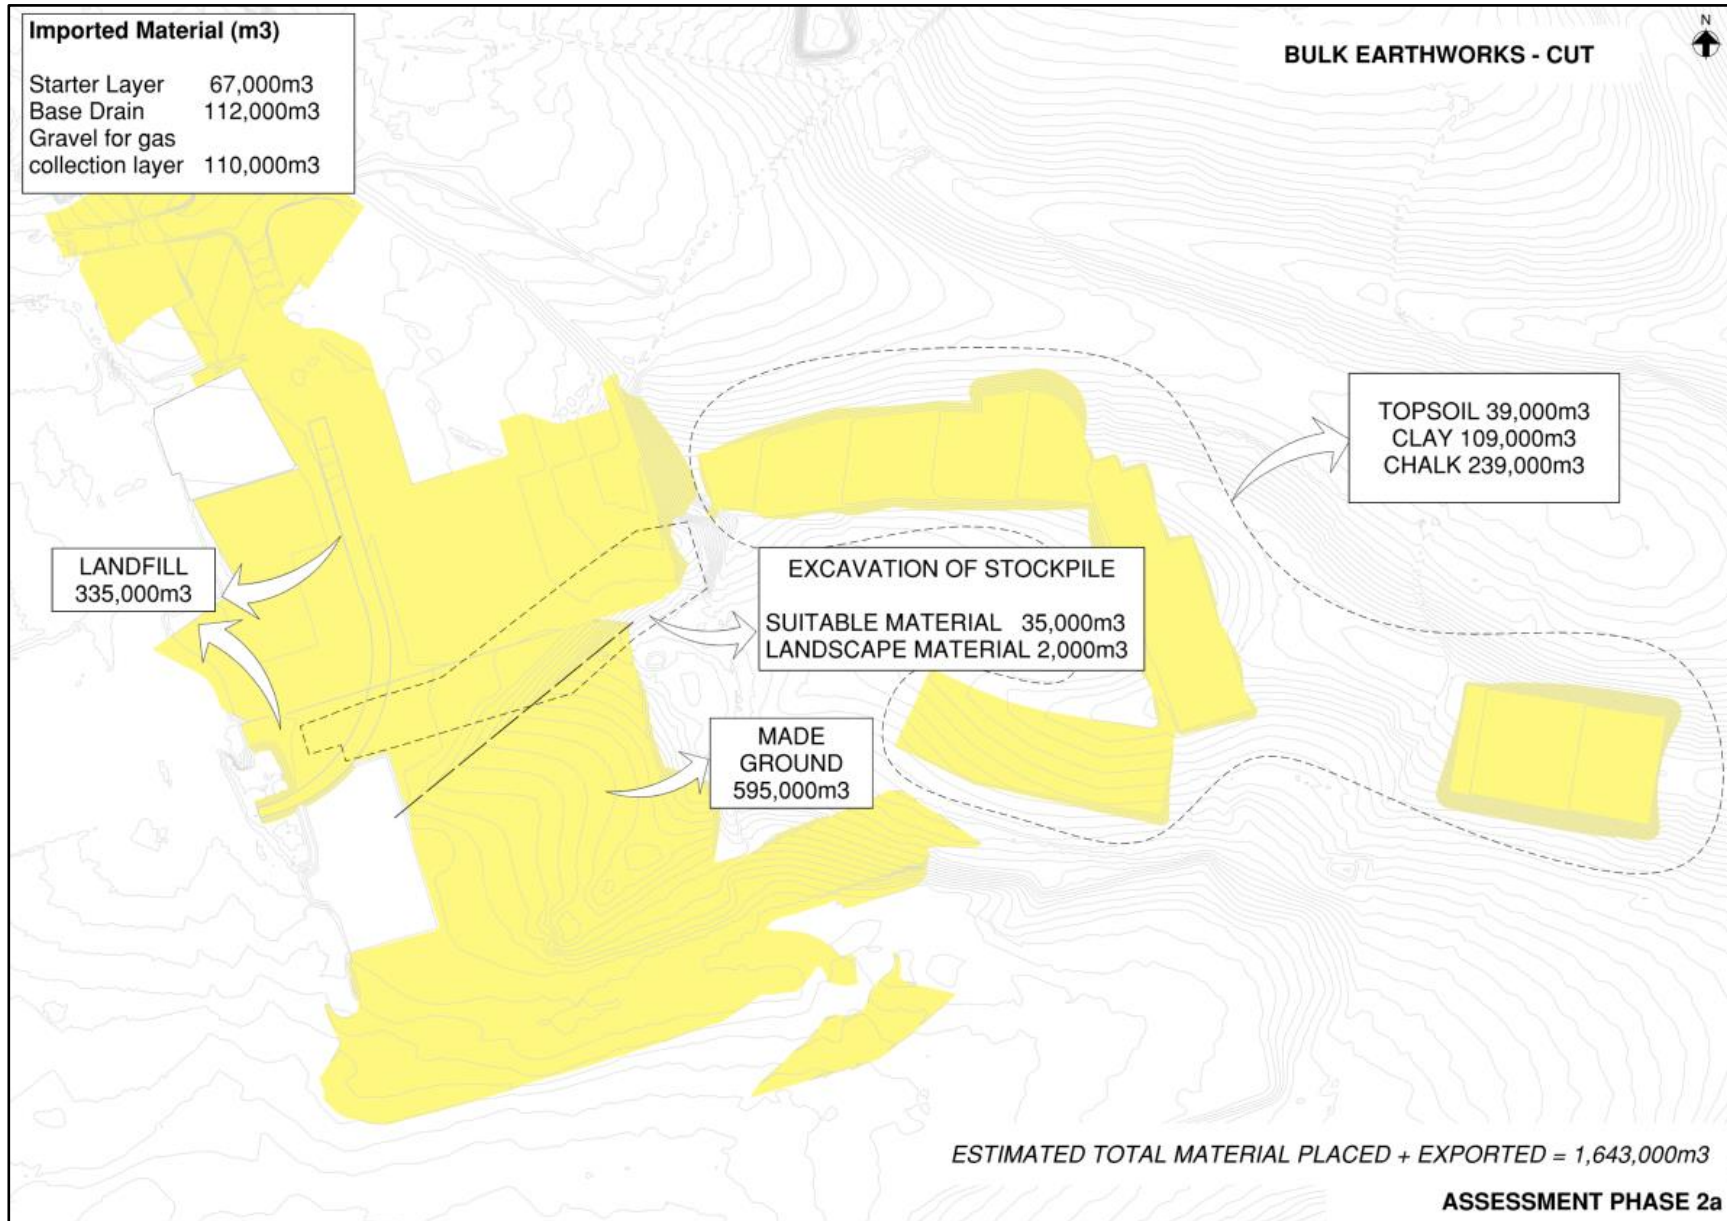 Imported Material (m3)
Starter Layer 67,000m3
Base Drain 112,000m3
Gravel for gas
collection layer 110,000m3
BULK EARTHWORKS - CUT
N
TOPSOIL 39,000m3
CLAY 109,000m3
CHALK 239,000m3
LANDFILL
335,000m3
EXCAVATION OF STOCKPILE
SUITABLE MATERIAL 35,000m3
LANDSCAPE MATERIAL 2,000m3
MADE
GROUND
595,000m3
ESTIMATED TOTAL MATERIAL PLACED + EXPORTED = 1,643,000m3
ASSESSMENT PHASE 2a